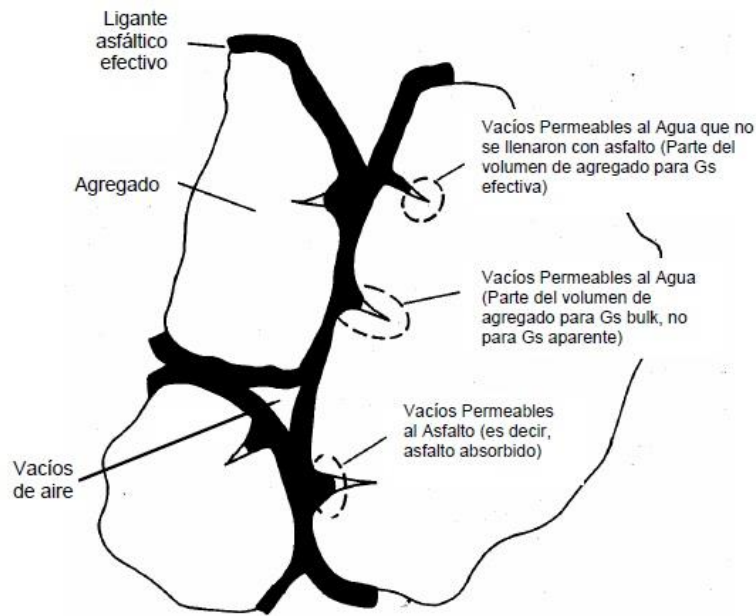 Ligante
asfáltico
efectivo
Agregado
Vacíos
de aire
Vacíos Permeables al Agua que no
se llenaron con asfalto (Parte del
volumen de agregado para Gs
efectiva)
Vacíos Permeables al Agua
(Parte del volumen de
agregado para Gs bulk, no
para Gs aparente)
Vacíos Permeables
al Asfalto (es decir,
asfalto absorbido)